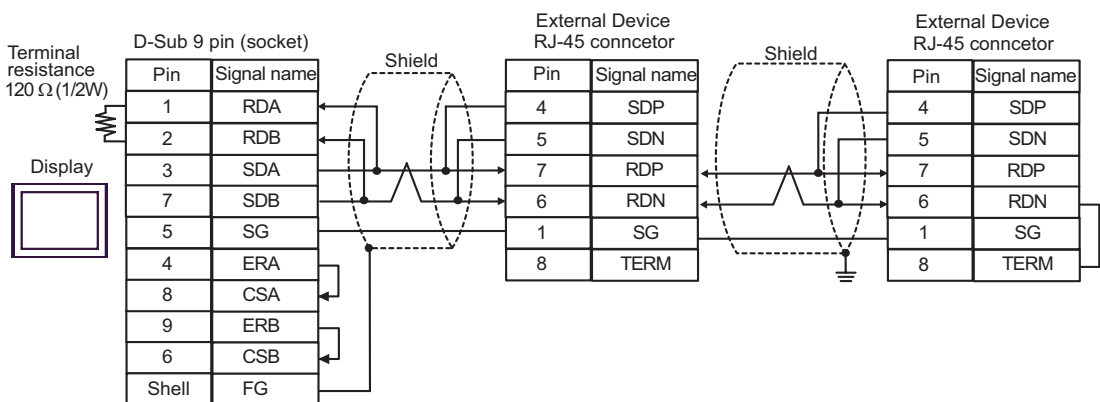 Terminal
resistance
120 Ω (1/2W)
Display
D-Sub 9 pin (socket)
Pin Signal name
1 RDA
2 RDB
3 SDA
7 SDB
5 SG
4 ERA
8 CSA
9 ERB
6 CSB
Shell FG
Shield
External Device
RJ-45 conncetor
Pin Signal name
4 SDP
5 SDN
7 RDP
6 RDN
1 SG
8 TERM
Shield
External Device
RJ-45 conncetor
Pin Signal name
4 SDP
5 SDN
7 RDP
6 RDN
1 SG
8 TERM